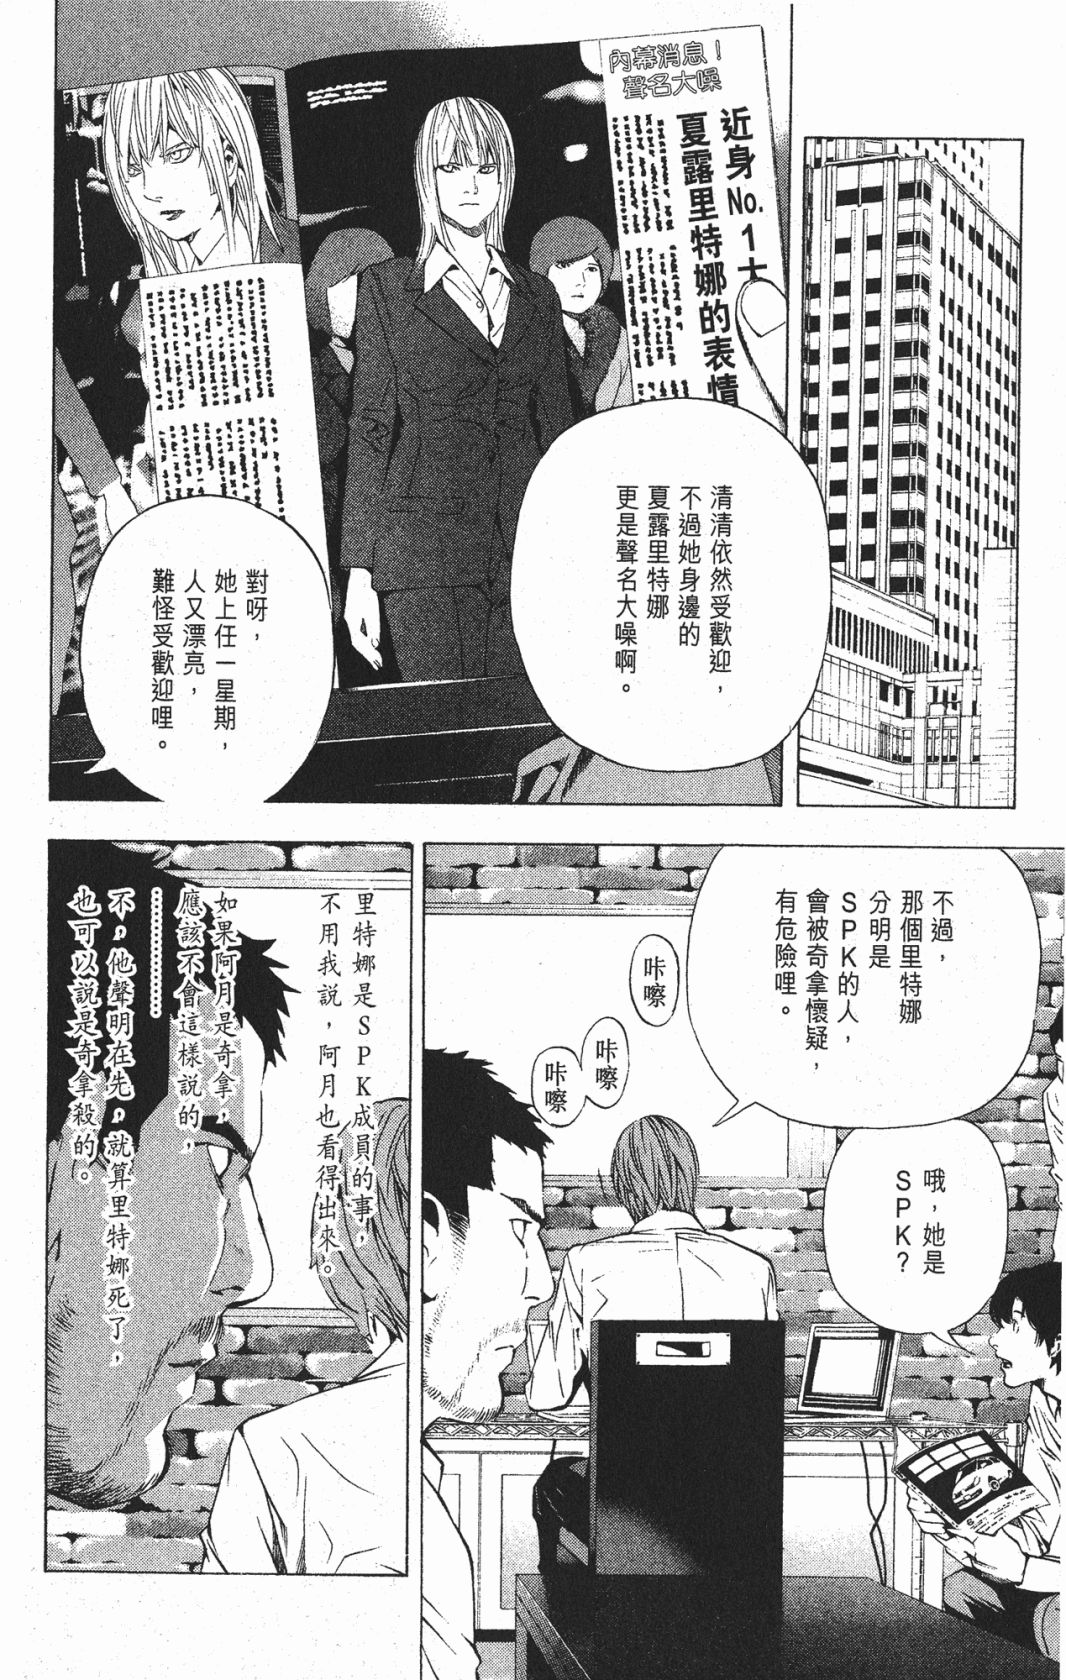 內幕消息！
聲名大噪
近身No.1大
夏露里特娜的表情
清清依然受歡迎，
不過她身邊的
夏露里特娜
更是聲名大噪啊。
對呀，
她上任一星期，
人又漂亮，
難怪受歡迎哩。
不過，
那個里特娜
分明是
SPK的人，
會被奇拿懷疑，
有危險哩。
哦，她是
SPK？
咔嚓
咔嚓
咔嚓
里特娜是SPK成員的事，
不用我說，阿月也看得出來。
如果阿月是奇拿，
應該不會這樣說的，
………………
不，他聲明在先，就算里特娜死了，
也可以說是奇拿殺的。